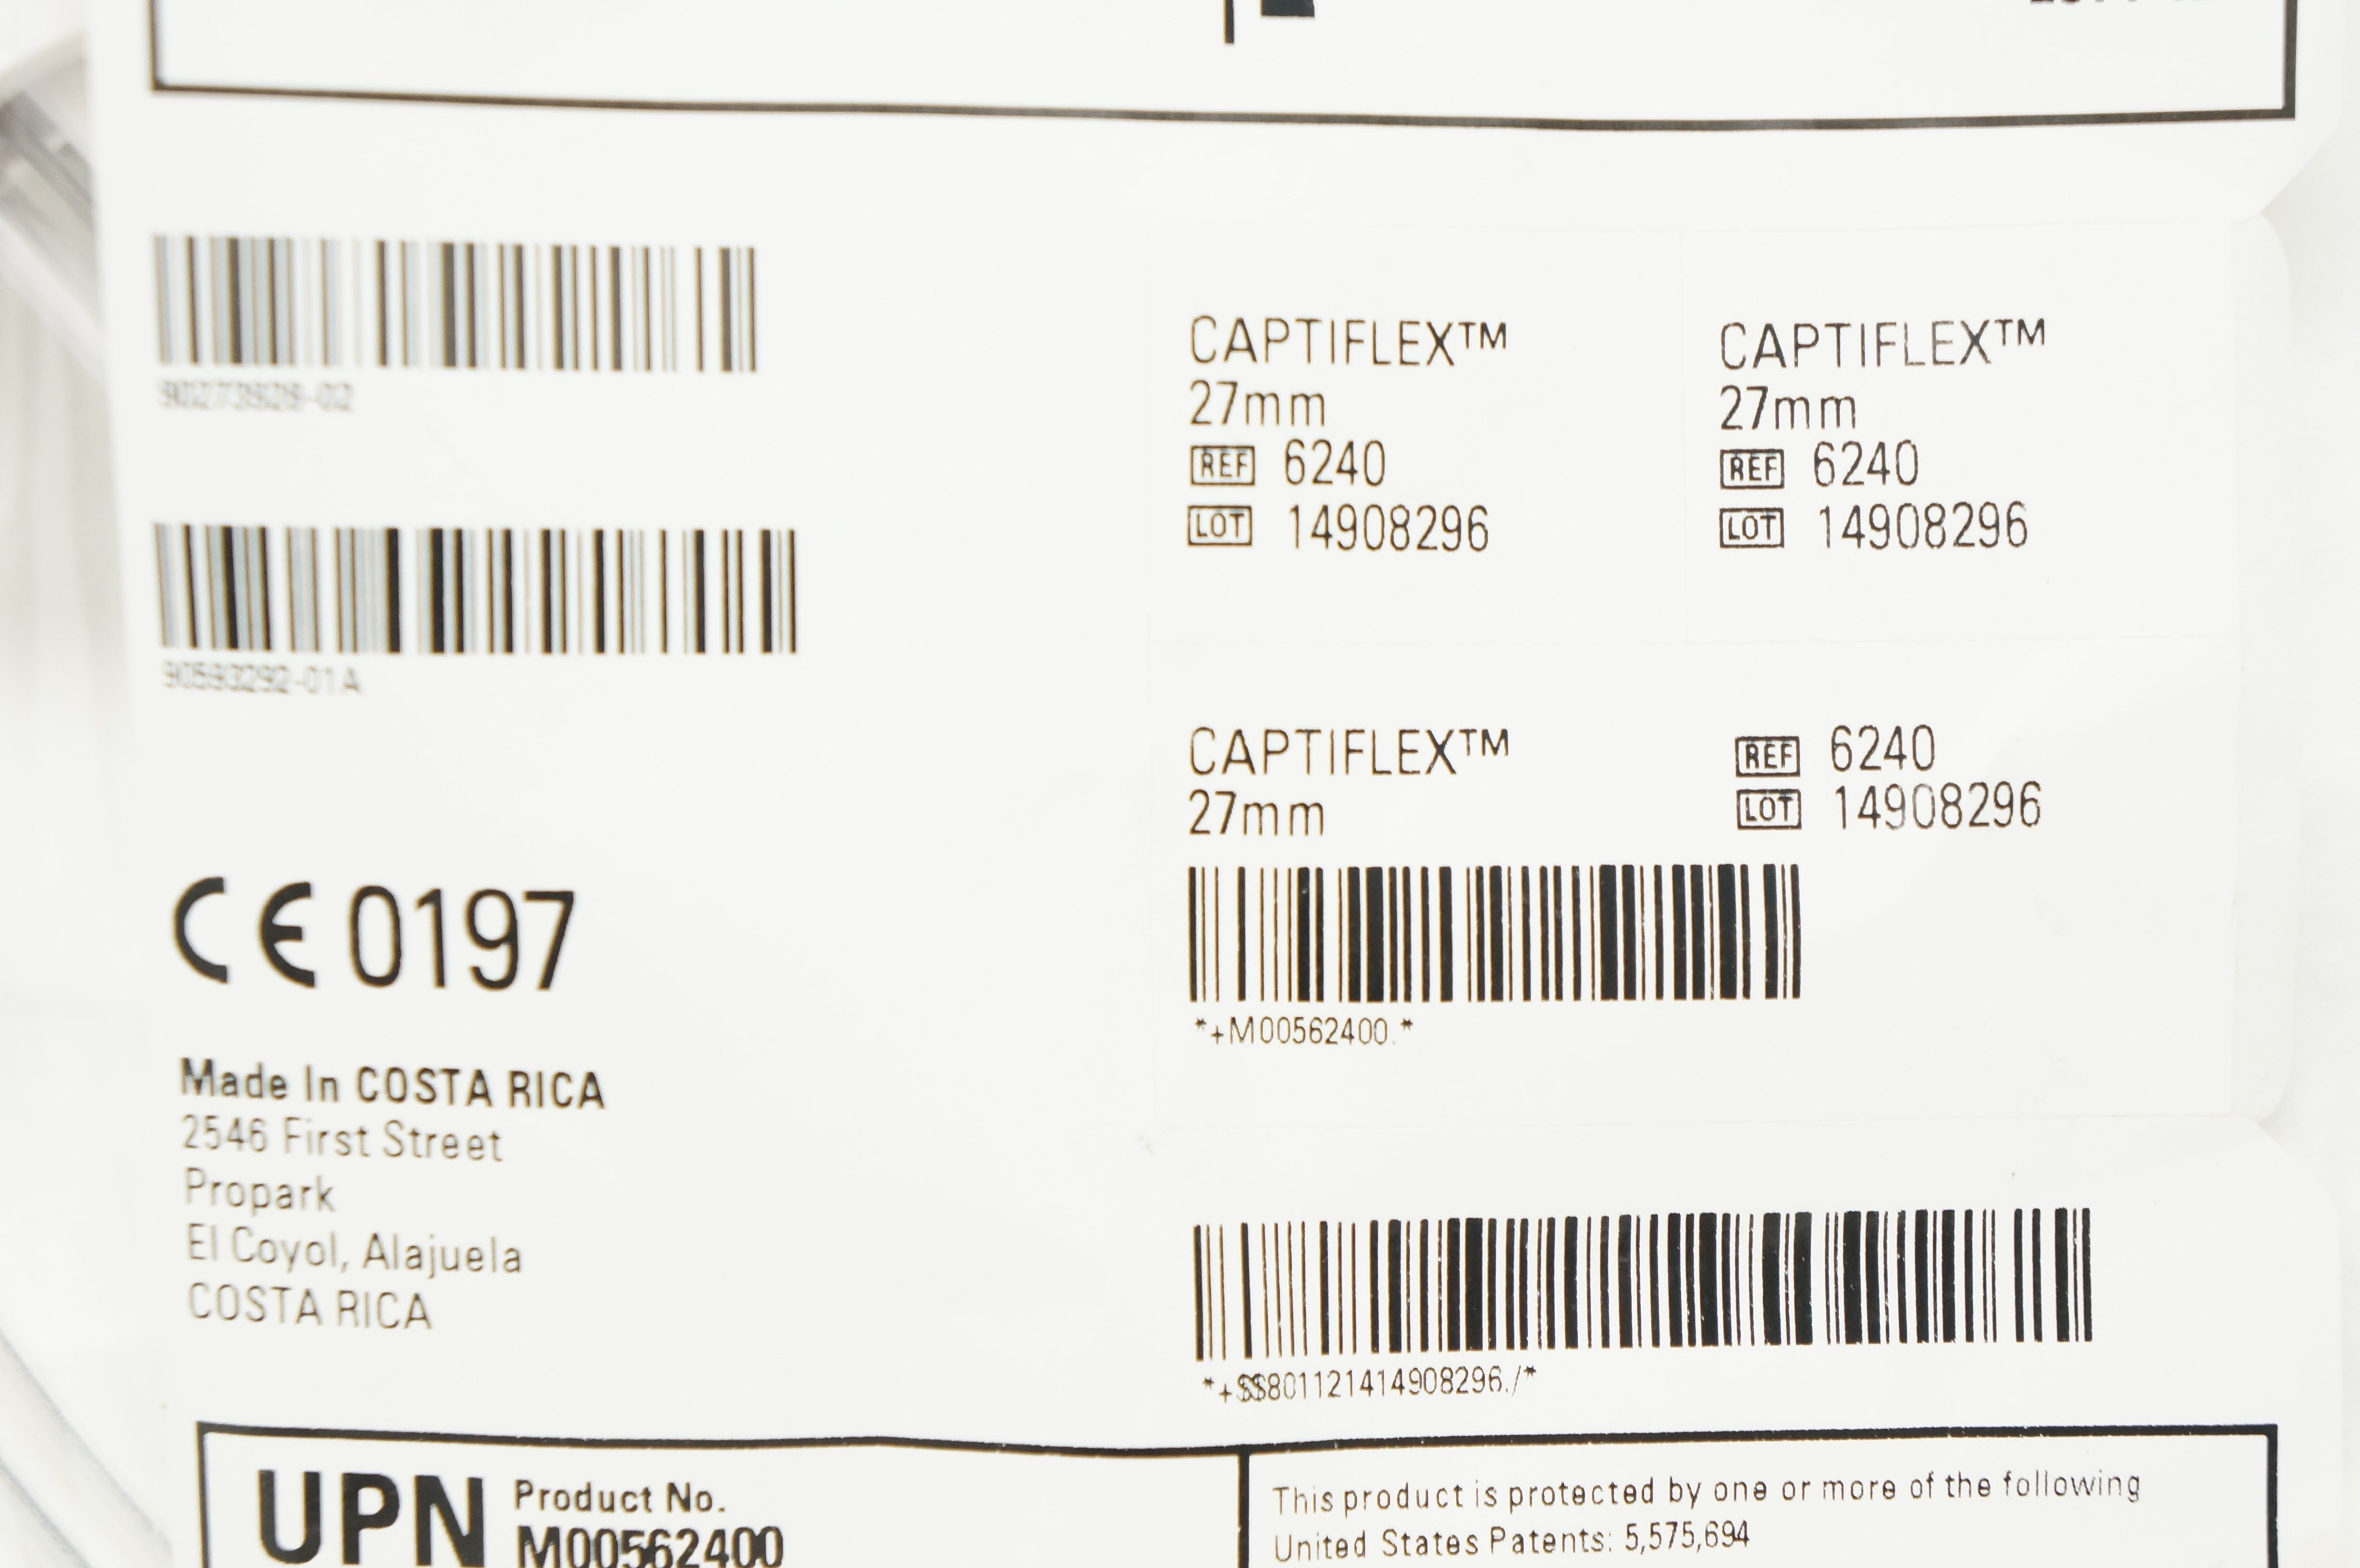 90593292-01A
CE 0197
Made In COSTA RICA
2546 First Street
Propark
El Coyol, Alajuela
COSTA RICA
CAPTIFLEX™
27mm
REF 6240
LOT 14908296
CAPTIFLEX™
27mm
REF 6240
LOT 14908296
CAPTIFLEX™
27mm
REF 6240
LOT 14908296
*+M00562400.*
*+$$801121414908296./*
UPN
Product No.
M00562400
This product is protected by one or more of the following
United States Patents: 5,575,694